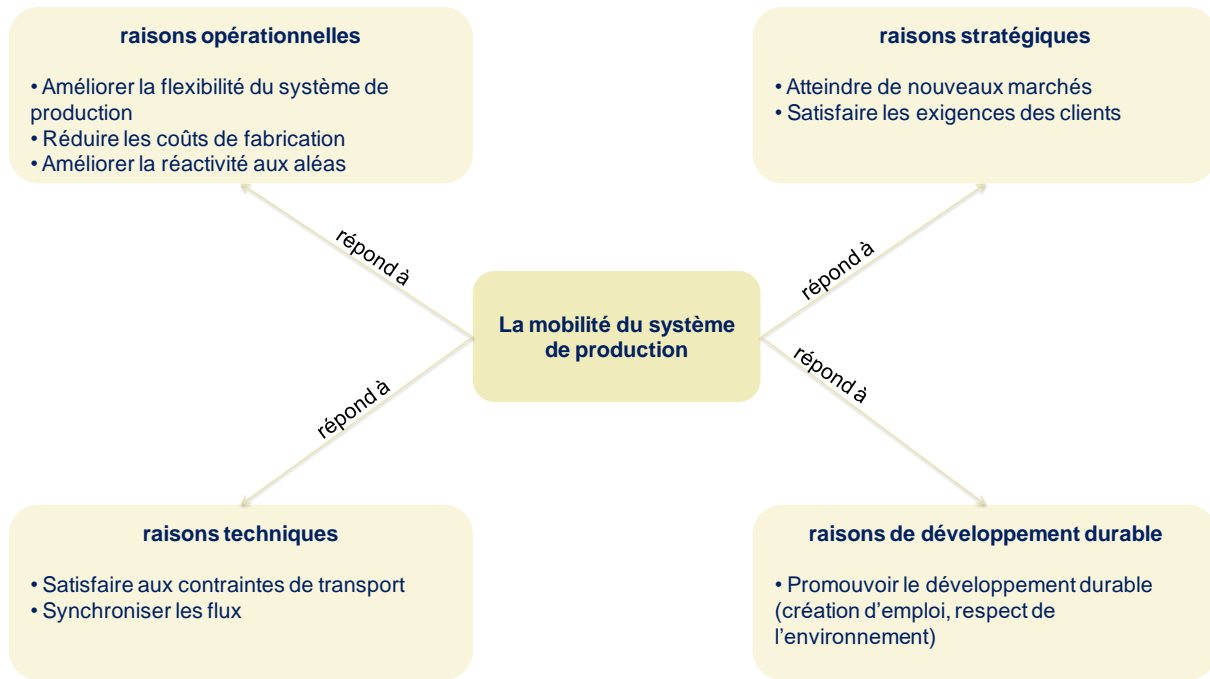 raisons opérationnelles
• Améliorer la flexibilité du système de
production
• Réduire les coûts de fabrication
• Améliorer la réactivité aux aléas
raisons stratégiques
• Atteindre de nouveaux marchés
• Satisfaire les exigences des clients
répond à
répond à
La mobilité du système
de production
répond à
répond à
raisons techniques
• Satisfaire aux contraintes de transport
• Synchroniser les flux
raisons de développement durable
• Promouvoir le développement durable
(création d’emploi, respect de
l’environnement)